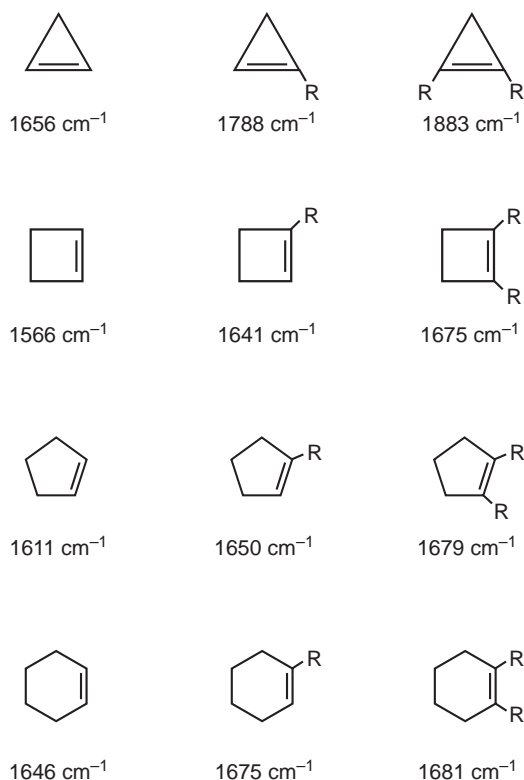 R
R R
1656 cm⁻¹ 1788 cm⁻¹ 1883 cm⁻¹
R R
R
1566 cm⁻¹ 1641 cm⁻¹ 1675 cm⁻¹
R R
R
1611 cm⁻¹ 1650 cm⁻¹ 1679 cm⁻¹
R R
R
1646 cm⁻¹ 1675 cm⁻¹ 1681 cm⁻¹